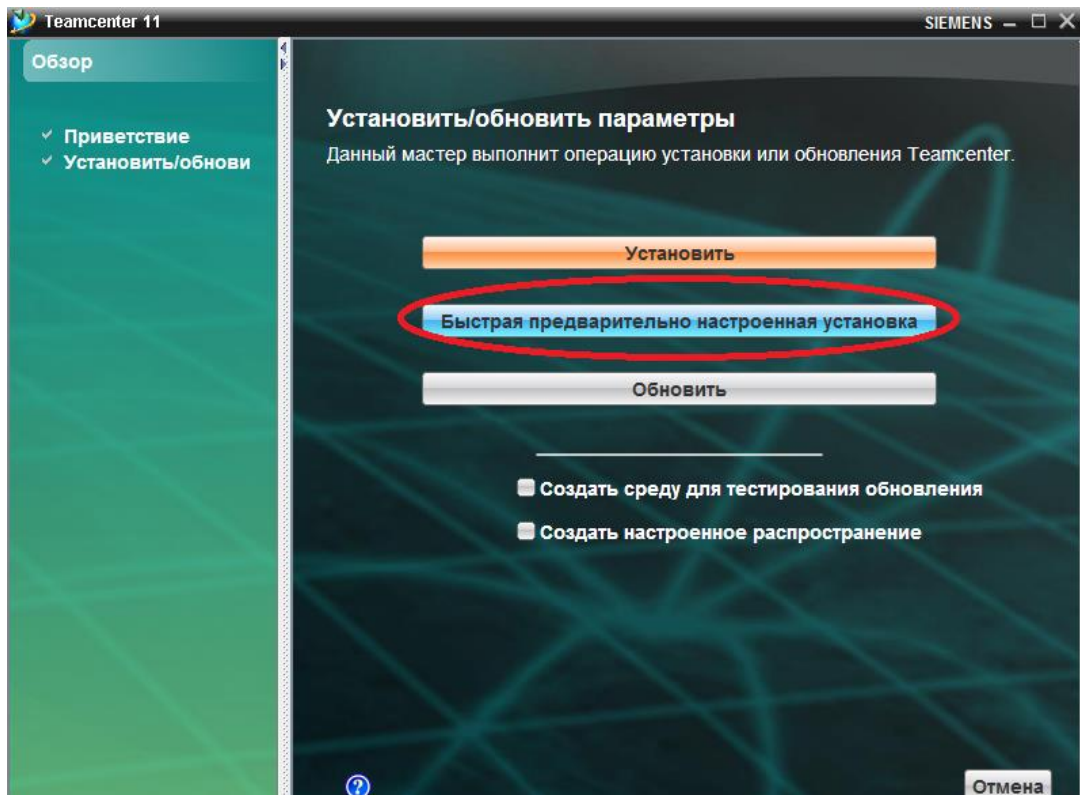 Teamcenter 11
SIEMENS
Обзор
Приветствие
Установить/обнови
Установить/обновить параметры
Данный мастер выполнит операцию установки или обновления Teamcenter.
Установить
Быстрая предварительно настроенная установка
Обновить
Создать среду для тестирования обновления
Создать настроенное распространение
?
Отмена